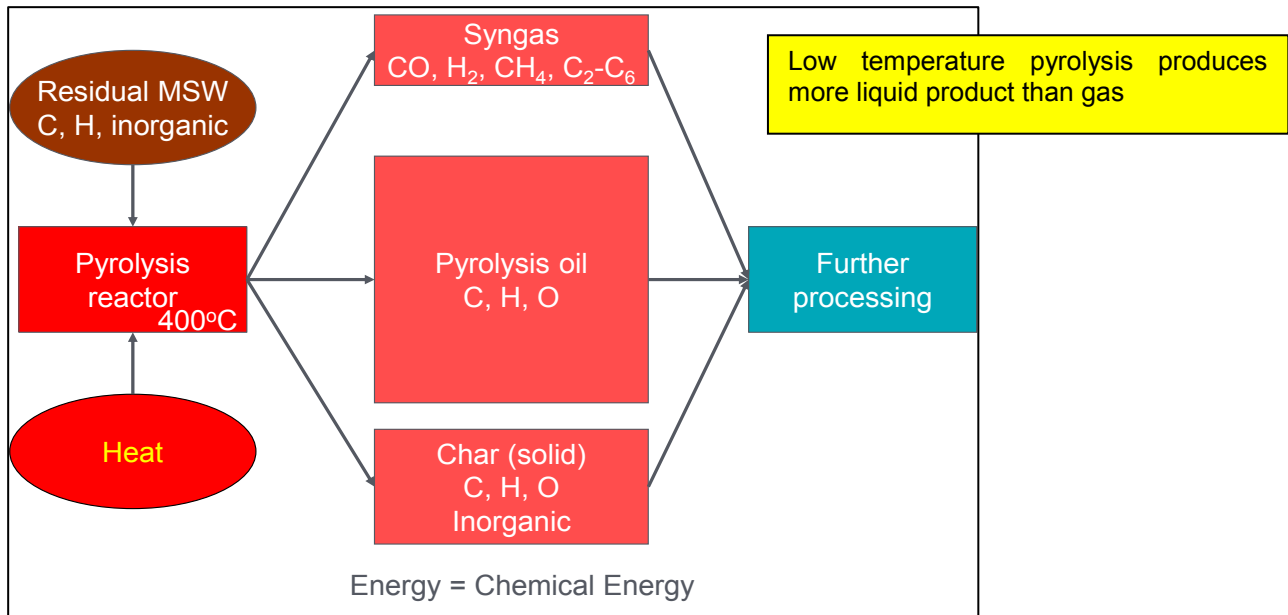 Syngas
CO, H₂, CH₄, C₂-C₆
Low temperature pyrolysis produces
more liquid product than gas
Residual MSW
C, H, inorganic
Pyrolysis
reactor
400°C
Pyrolysis oil
C, H, O
Further
processing
Heat
Char (solid)
C, H, O
Inorganic
Energy = Chemical Energy